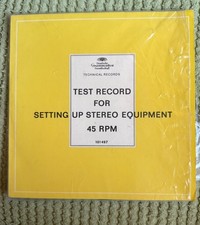 TECHNICAL RECORDS
TEST RECORD
FOR
SETTING UP STEREO EQUIPMENT
45 RPM